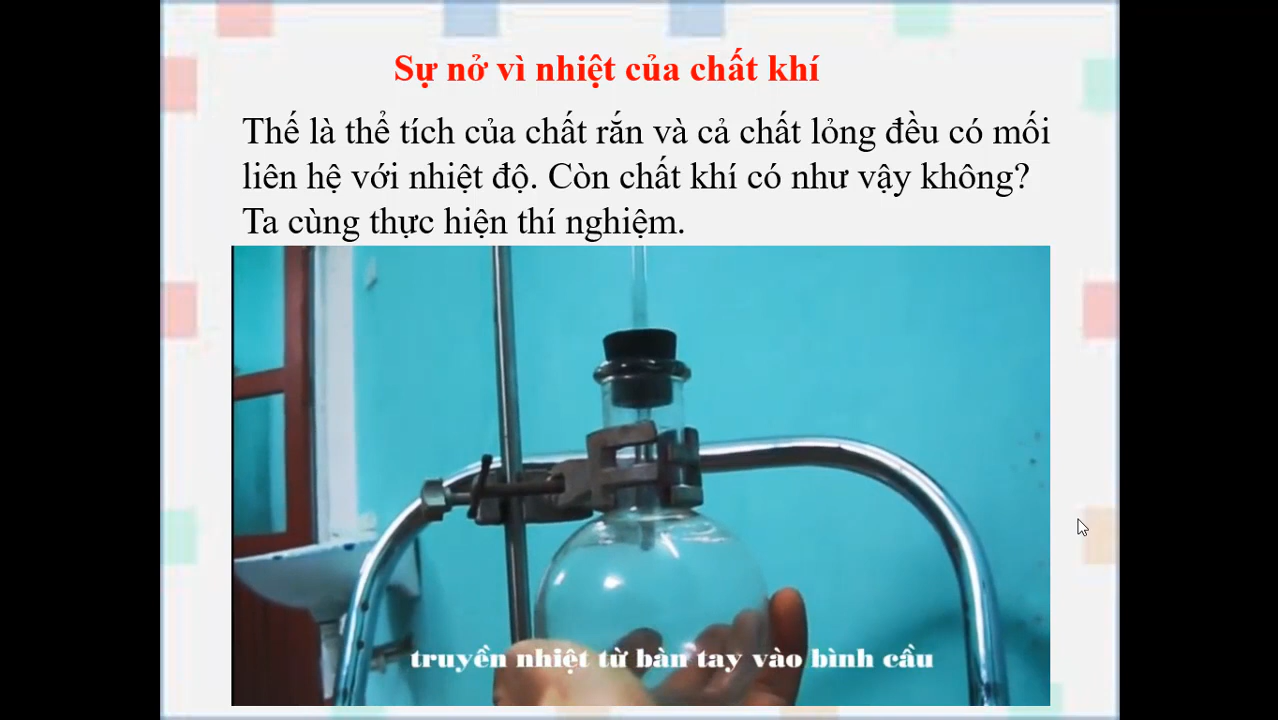 Sự nở vì nhiệt của chất khí
Thế là thể tích của chất rắn và cả chất lỏng đều có mối
liên hệ với nhiệt độ. Còn chất khí có như vậy không?
Ta cùng thực hiện thí nghiệm.
truyền nhiệt từ bàn tay vào bình cầu